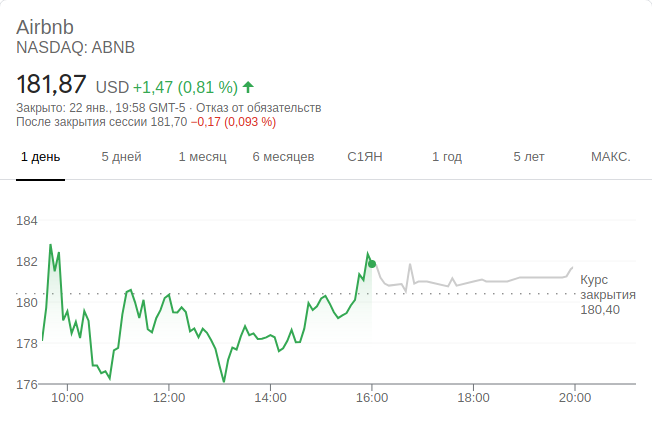 Airbnb
NASDAQ: ABNB
181,87 USD +1,47 (0,81 %)
Закрыто: 22 янв., 19:58 GMT-5 · Отказ от обязательств
После закрытия сессии 181,70 −0,17 (0,093 %)
1 день 5 дней 1 месяц 6 месяцев С1ЯН 1 год 5 лет МАКС.
184
182
Курс
закрытия
180,40
180
178
176
10:00 12:00 14:00 16:00 18:00 20:00